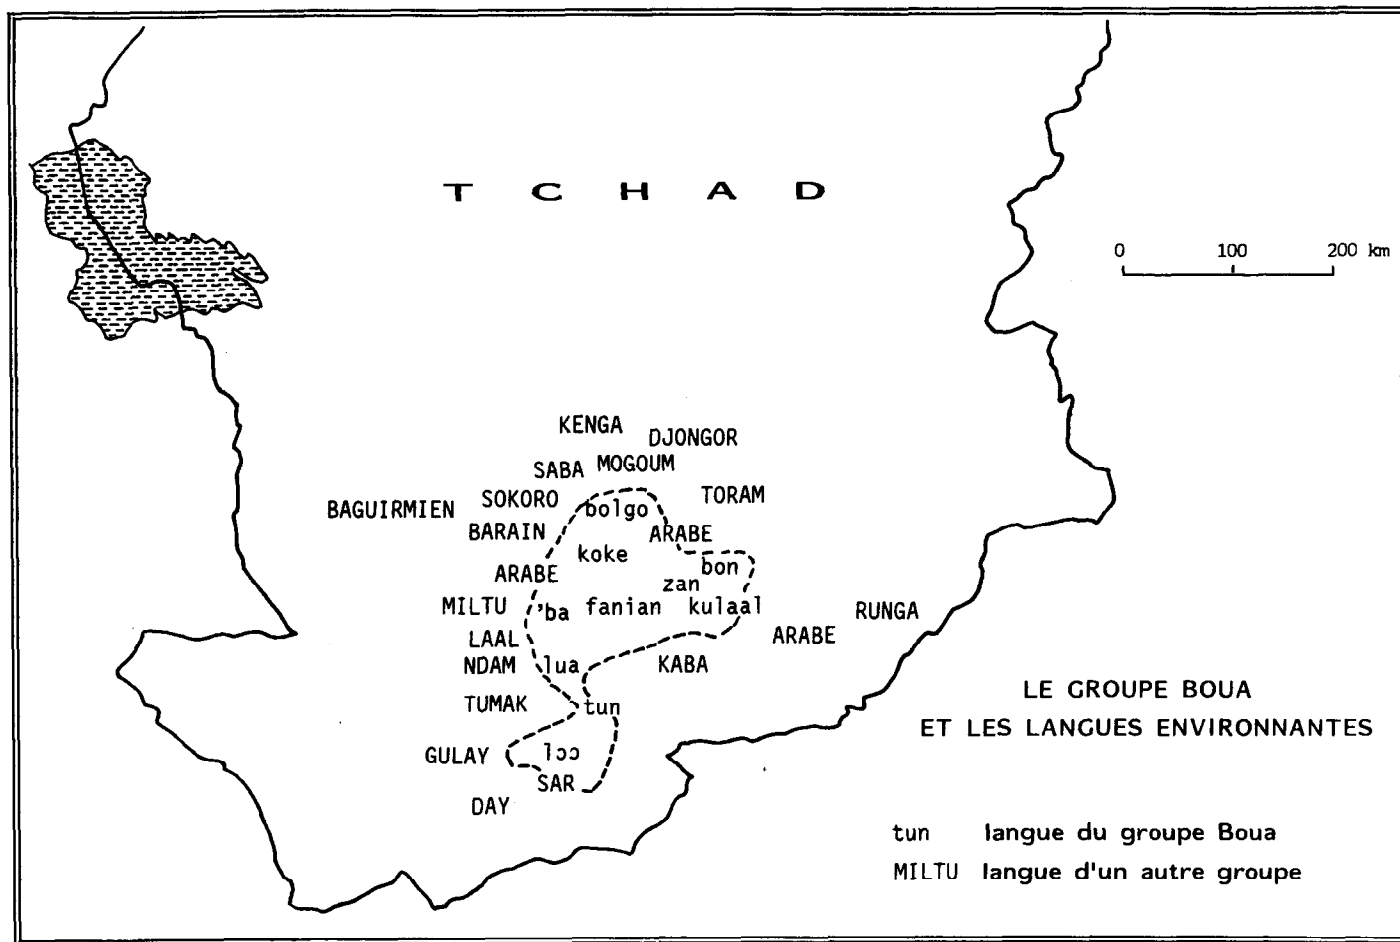 T C H A D
0 100 200 km
KENGA
DJONGOR
SABA
MOGOUM
BAGUIRMIEN
SOKORO
bolgo
TORAM
BARAIN
ARABE
koke
ARABE
bon
zan
MILTU
'ba
fanian
kulaal
RUNGA
LAAL
ARABE
NDAM
lua
KABA
TUMAK
tun
GULAY
lɔɔ
SAR
DAY
LE GROUPE BOUA
ET LES LANGUES ENVIRONNANTES
tun langue du groupe Boua
MILTU langue d'un autre groupe